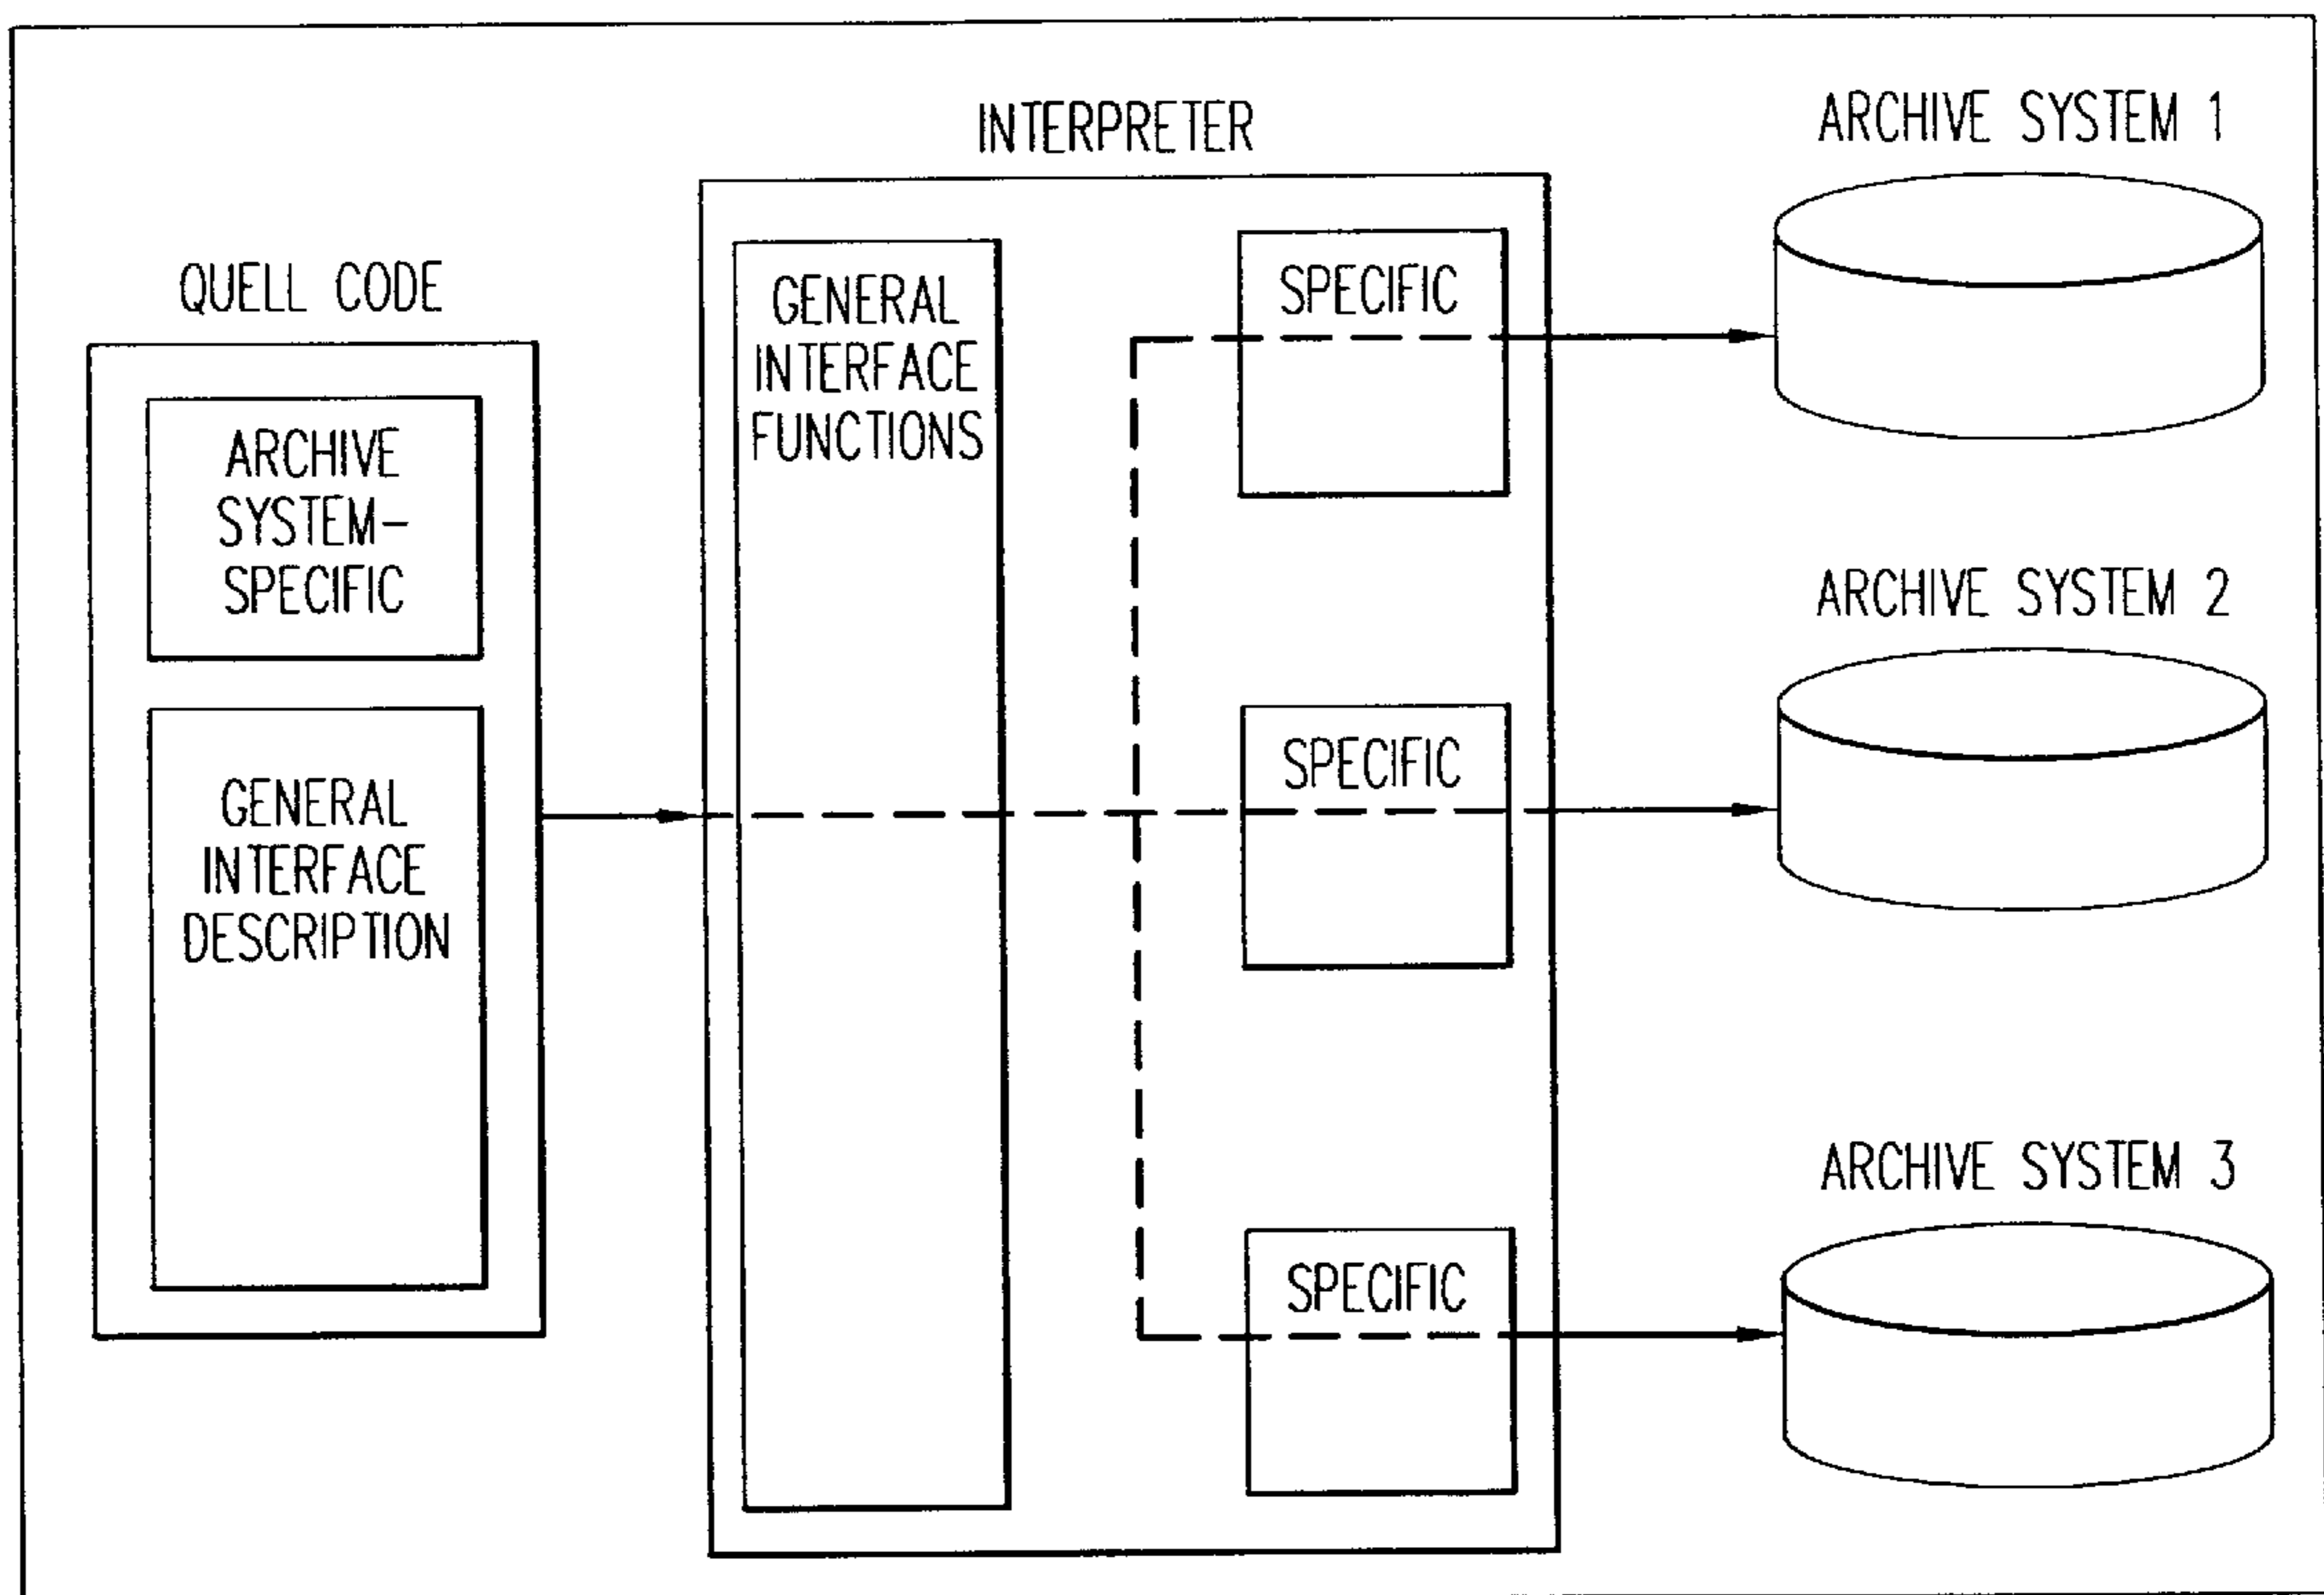 QUELL CODE
ARCHIVE
SYSTEM-
SPECIFIC
GENERAL
INTERFACE
DESCRIPTION
INTERPRETER
GENERAL
INTERFACE
FUNCTIONS
SPECIFIC
SPECIFIC
SPECIFIC
ARCHIVE SYSTEM 1
ARCHIVE SYSTEM 2
ARCHIVE SYSTEM 3